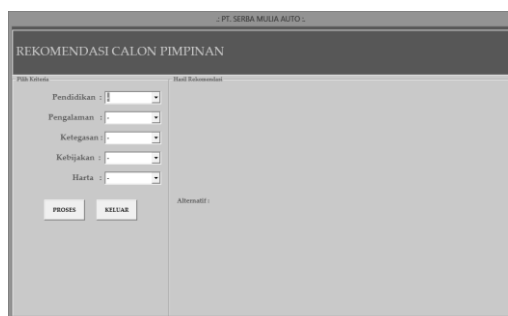 .: PT. SERBA MULIA AUTO :.
REKOMENDASI CALON PIMPINAN
Pilih Kriteria
Hasil Rekomendasi
Pendidikan : -
Pengalaman : -
Ketegasan : -
Kebijakan : -
Harta : -
PROSES KELUAR
Alternatif :